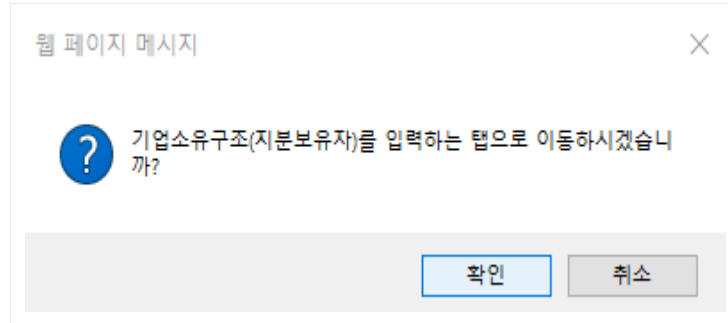 웹 페이지 메시지
기업소유구조(지분보유자)를 입력하는 탭으로 이동하시겠습니
까?
확인
취소